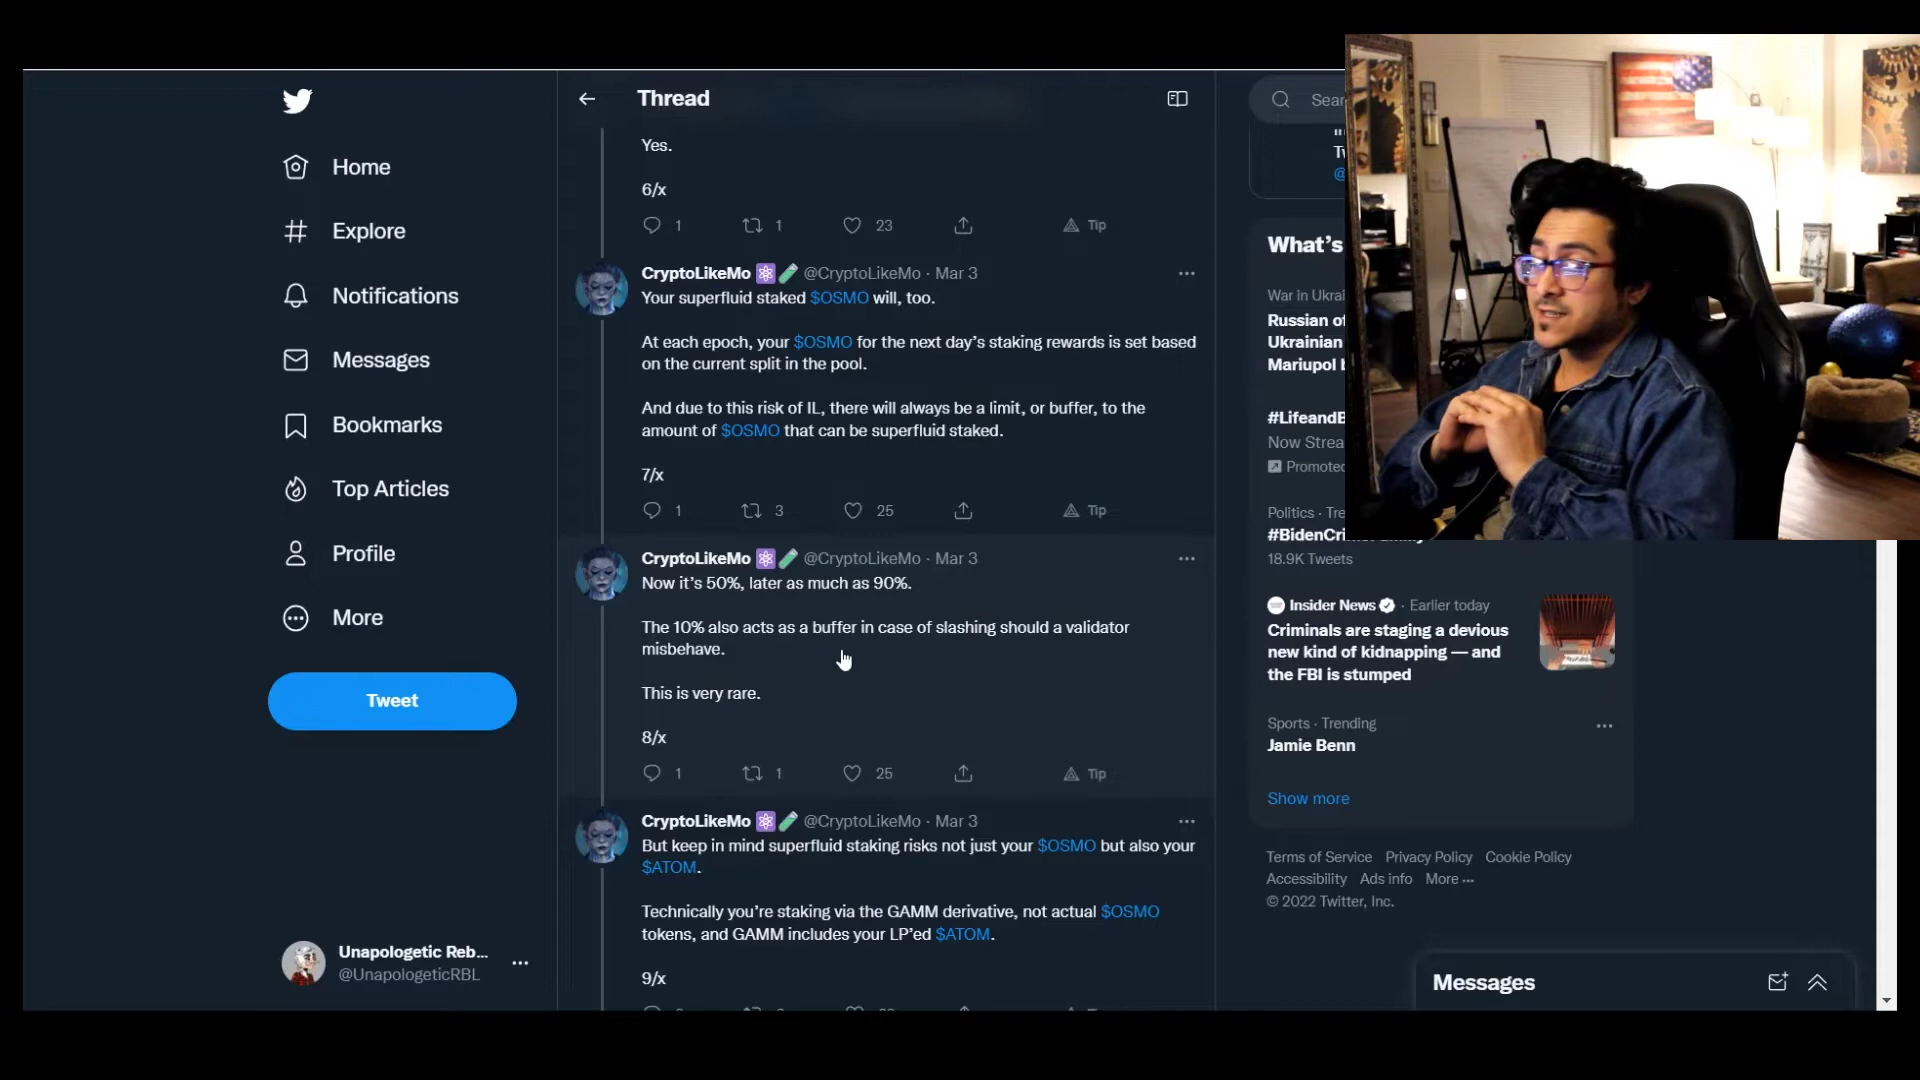 Home
Explore
Notifications
Messages
Bookmarks
Top Articles
Profile
More
Tweet
Unapologetic Reb...
@UnapologeticRBL
Thread
Yes.
6/x
1 1 23 Tip
CryptoLikeMo @CryptoLikeMo · Mar 3
Your superfluid staked $OSMO will, too.
At each epoch, your $OSMO for the next day's staking rewards is set based
on the current split in the pool.
And due to this risk of IL, there will always be a limit, or buffer, to the
amount of $OSMO that can be superfluid staked.
7/x
1 3 25 Tip
CryptoLikeMo @CryptoLikeMo · Mar 3
Now it's 50%, later as much as 90%.
The 10% also acts as a buffer in case of slashing should a validator
misbehave.
This is very rare.
8/x
1 1 25 Tip
CryptoLikeMo @CryptoLikeMo · Mar 3
But keep in mind superfluid staking risks not just your $OSMO but also your
$ATOM.
Technically you're staking via the GAMM derivative, not actual $OSMO
tokens, and GAMM includes your LP'ed $ATOM.
9/x
Sear
Tw
@
What's
War in Ukrai
Russian of
Ukrainian
Mariupol b
#LifeandB
Now Strea
Promoted
Politics · Tre
#BidenCri
18.9K Tweets
Insider News · Earlier today
Criminals are staging a devious
new kind of kidnapping — and
the FBI is stumped
Sports · Trending
Jamie Benn
Show more
Terms of Service Privacy Policy Cookie Policy
Accessibility Ads info More ...
© 2022 Twitter, Inc.
Messages